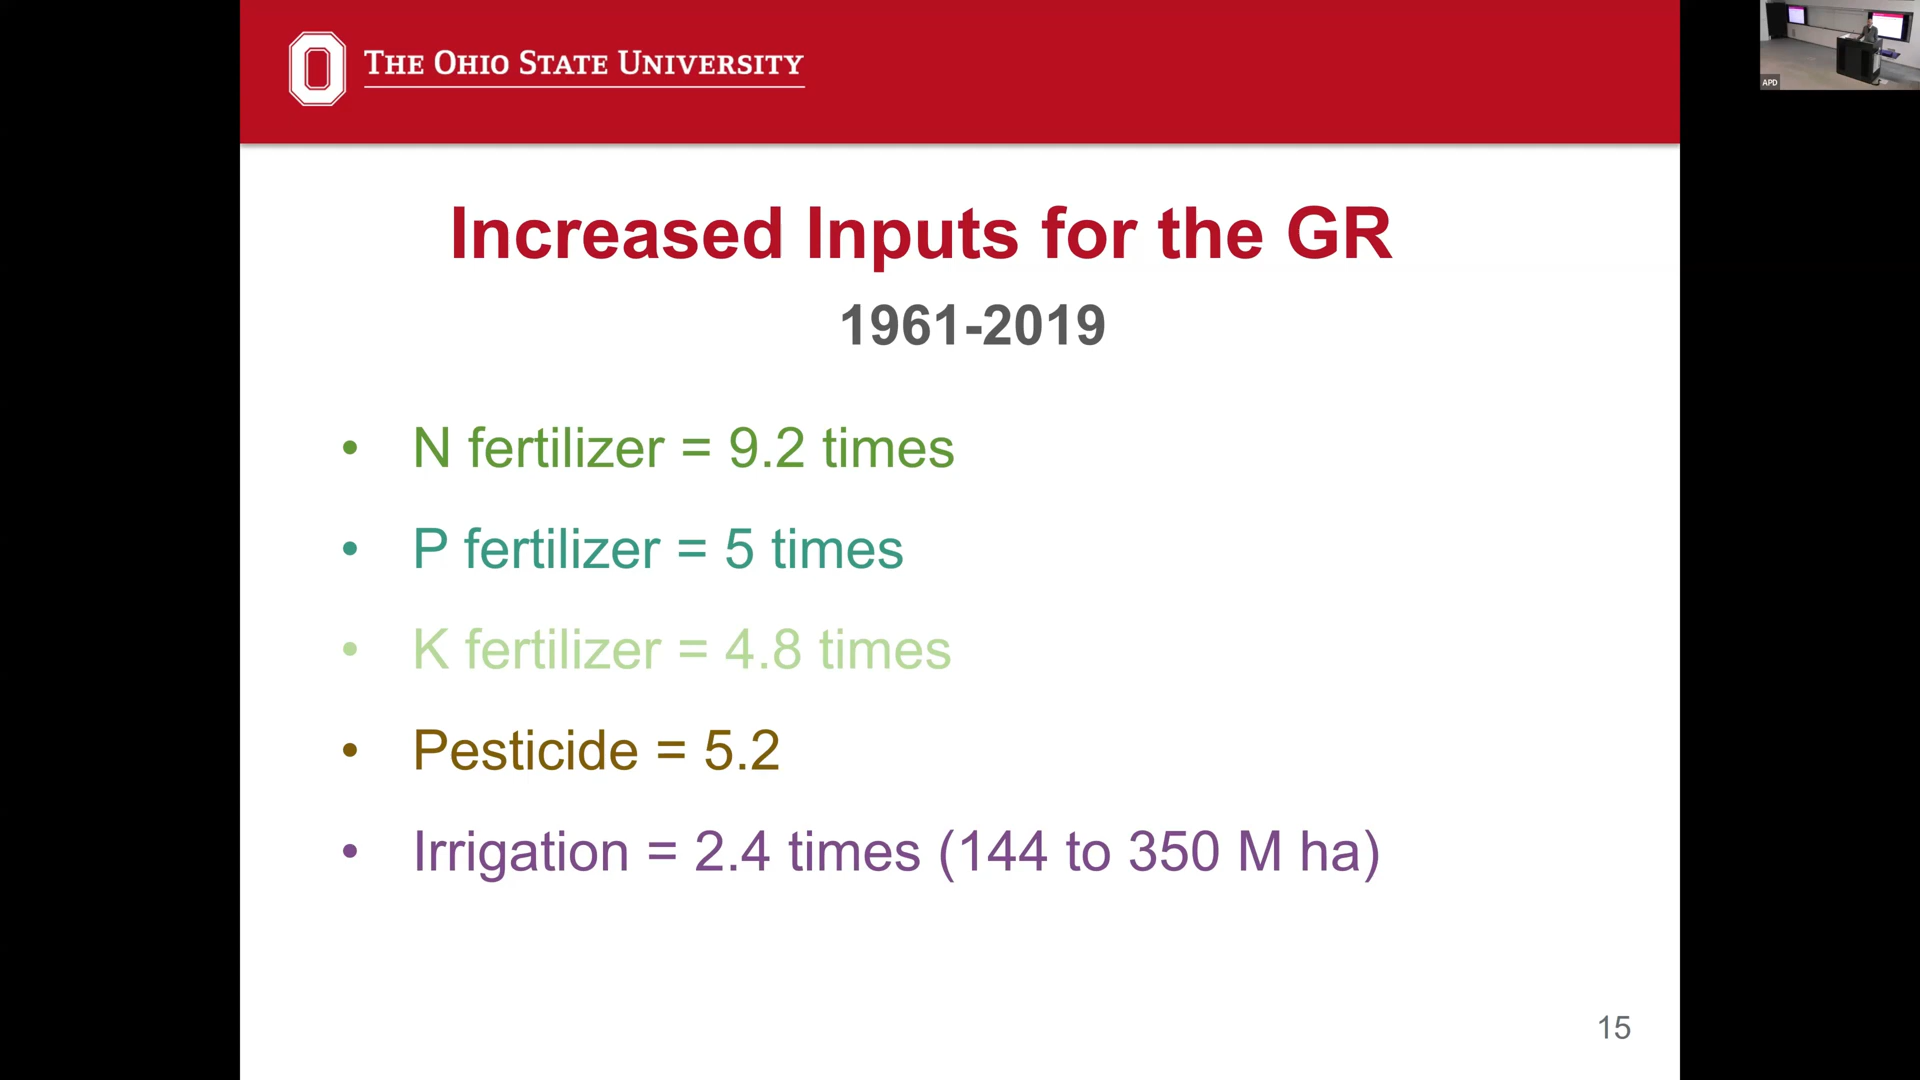 THE OHIO STATE UNIVERSITY
APD
Increased Inputs for the GR
1961-2019
• N fertilizer = 9.2 times
• P fertilizer = 5 times
• K fertilizer = 4.8 times
• Pesticide = 5.2
• Irrigation = 2.4 times (144 to 350 M ha)
15